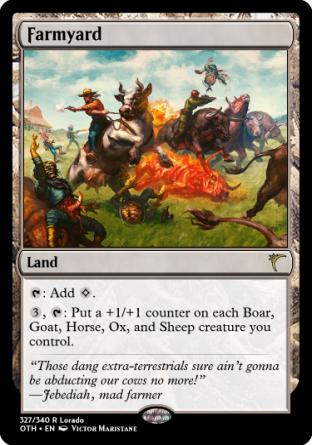 Farmyard
Land
: Add .
3, : Put a +1/+1 counter on each Boar,
Goat, Horse, Ox, and Sheep creature you
control.
“Those dang extra-terrestrials sure ain’t gonna
be abducting our cows no more!”
—Jebediah, mad farmer
327/340 R Lorado
OTH • EN Victor Maristane